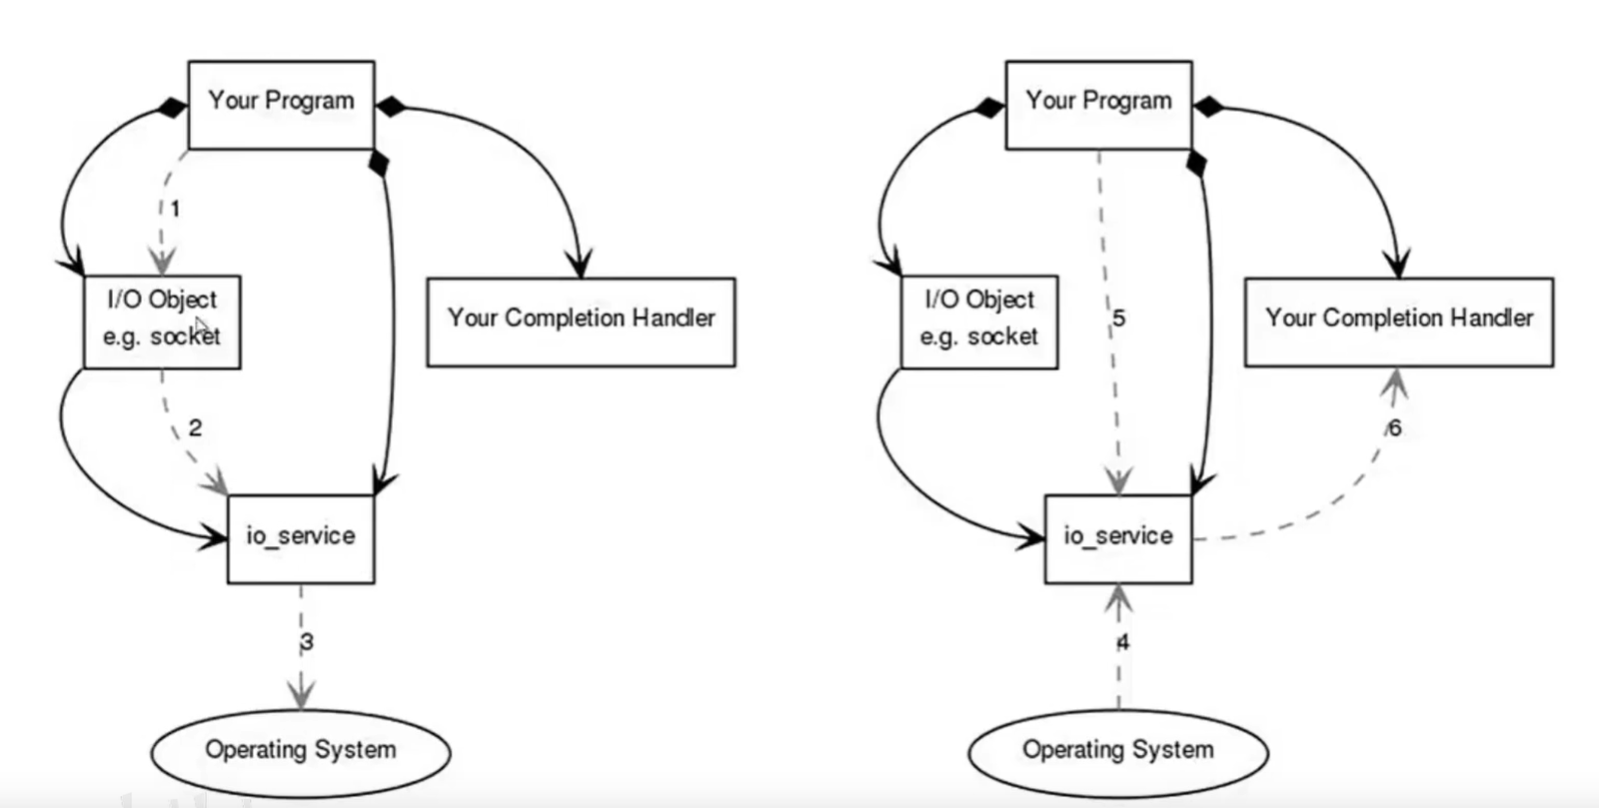 Your Program
1
I/O Object
e.g. socket
Your Completion Handler
2
io_service
3
Operating System
Your Program
5
I/O Object
e.g. socket
Your Completion Handler
6
io_service
4
Operating System